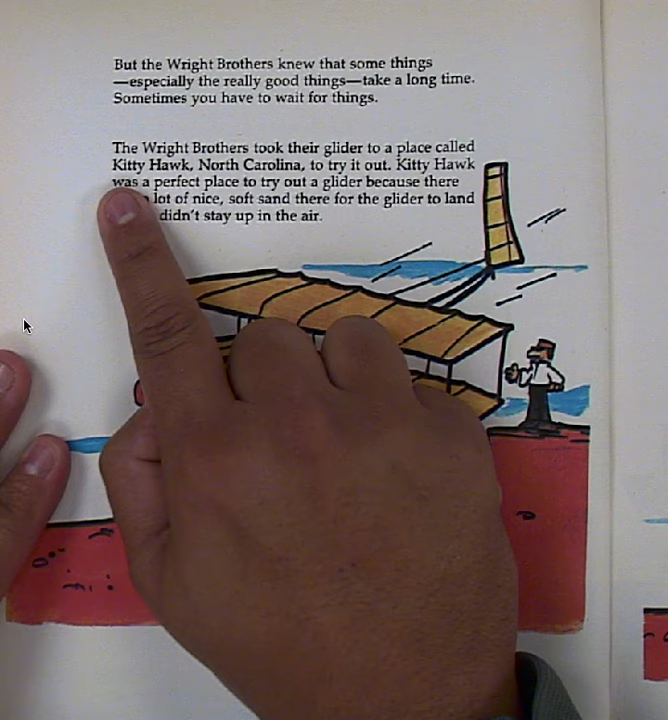 But the Wright Brothers knew that some things
—especially the really good things—take a long time.
Sometimes you have to wait for things.
The Wright Brothers took their glider to a place called
Kitty Hawk, North Carolina, to try it out. Kitty Hawk
was a perfect place to try out a glider because there
lot of nice, soft sand there for the glider to land
didn't stay up in the air.